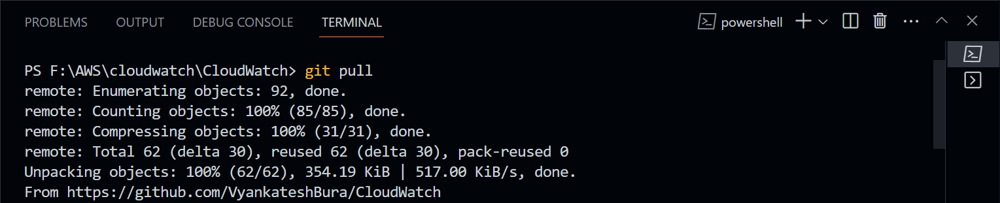 PROBLEMS OUTPUT DEBUG CONSOLE TERMINAL powershell
PS F:\AWS\cloudwatch\CloudWatch> git pull
remote: Enumerating objects: 92, done.
remote: Counting objects: 100% (85/85), done.
remote: Compressing objects: 100% (31/31), done.
remote: Total 62 (delta 30), reused 62 (delta 30), pack-reused 0
Unpacking objects: 100% (62/62), 354.19 KiB | 517.00 KiB/s, done.
From https://github.com/VyankateshBura/CloudWatch